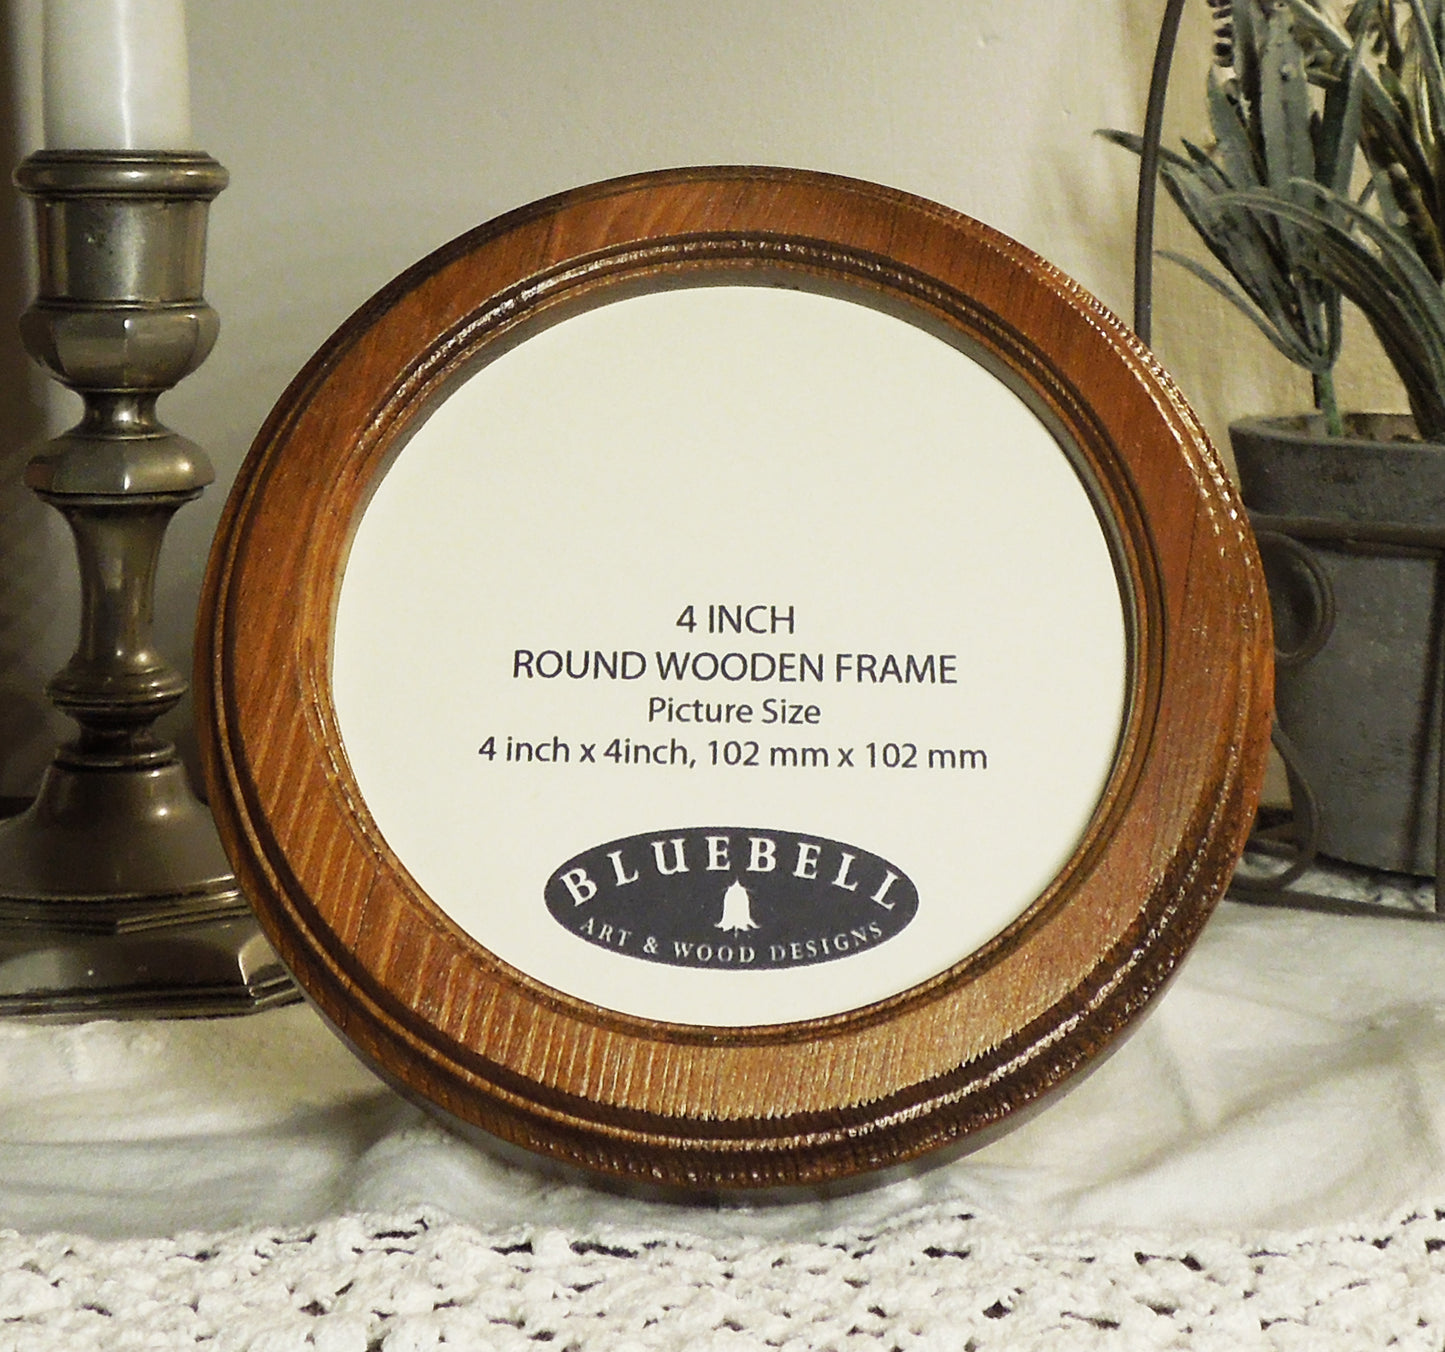 4 INCH
ROUND WOODEN FRAME
Picture Size
4 inch x 4inch, 102 mm x 102 mm
BLUEBELL
ART & WOOD DESIGNS